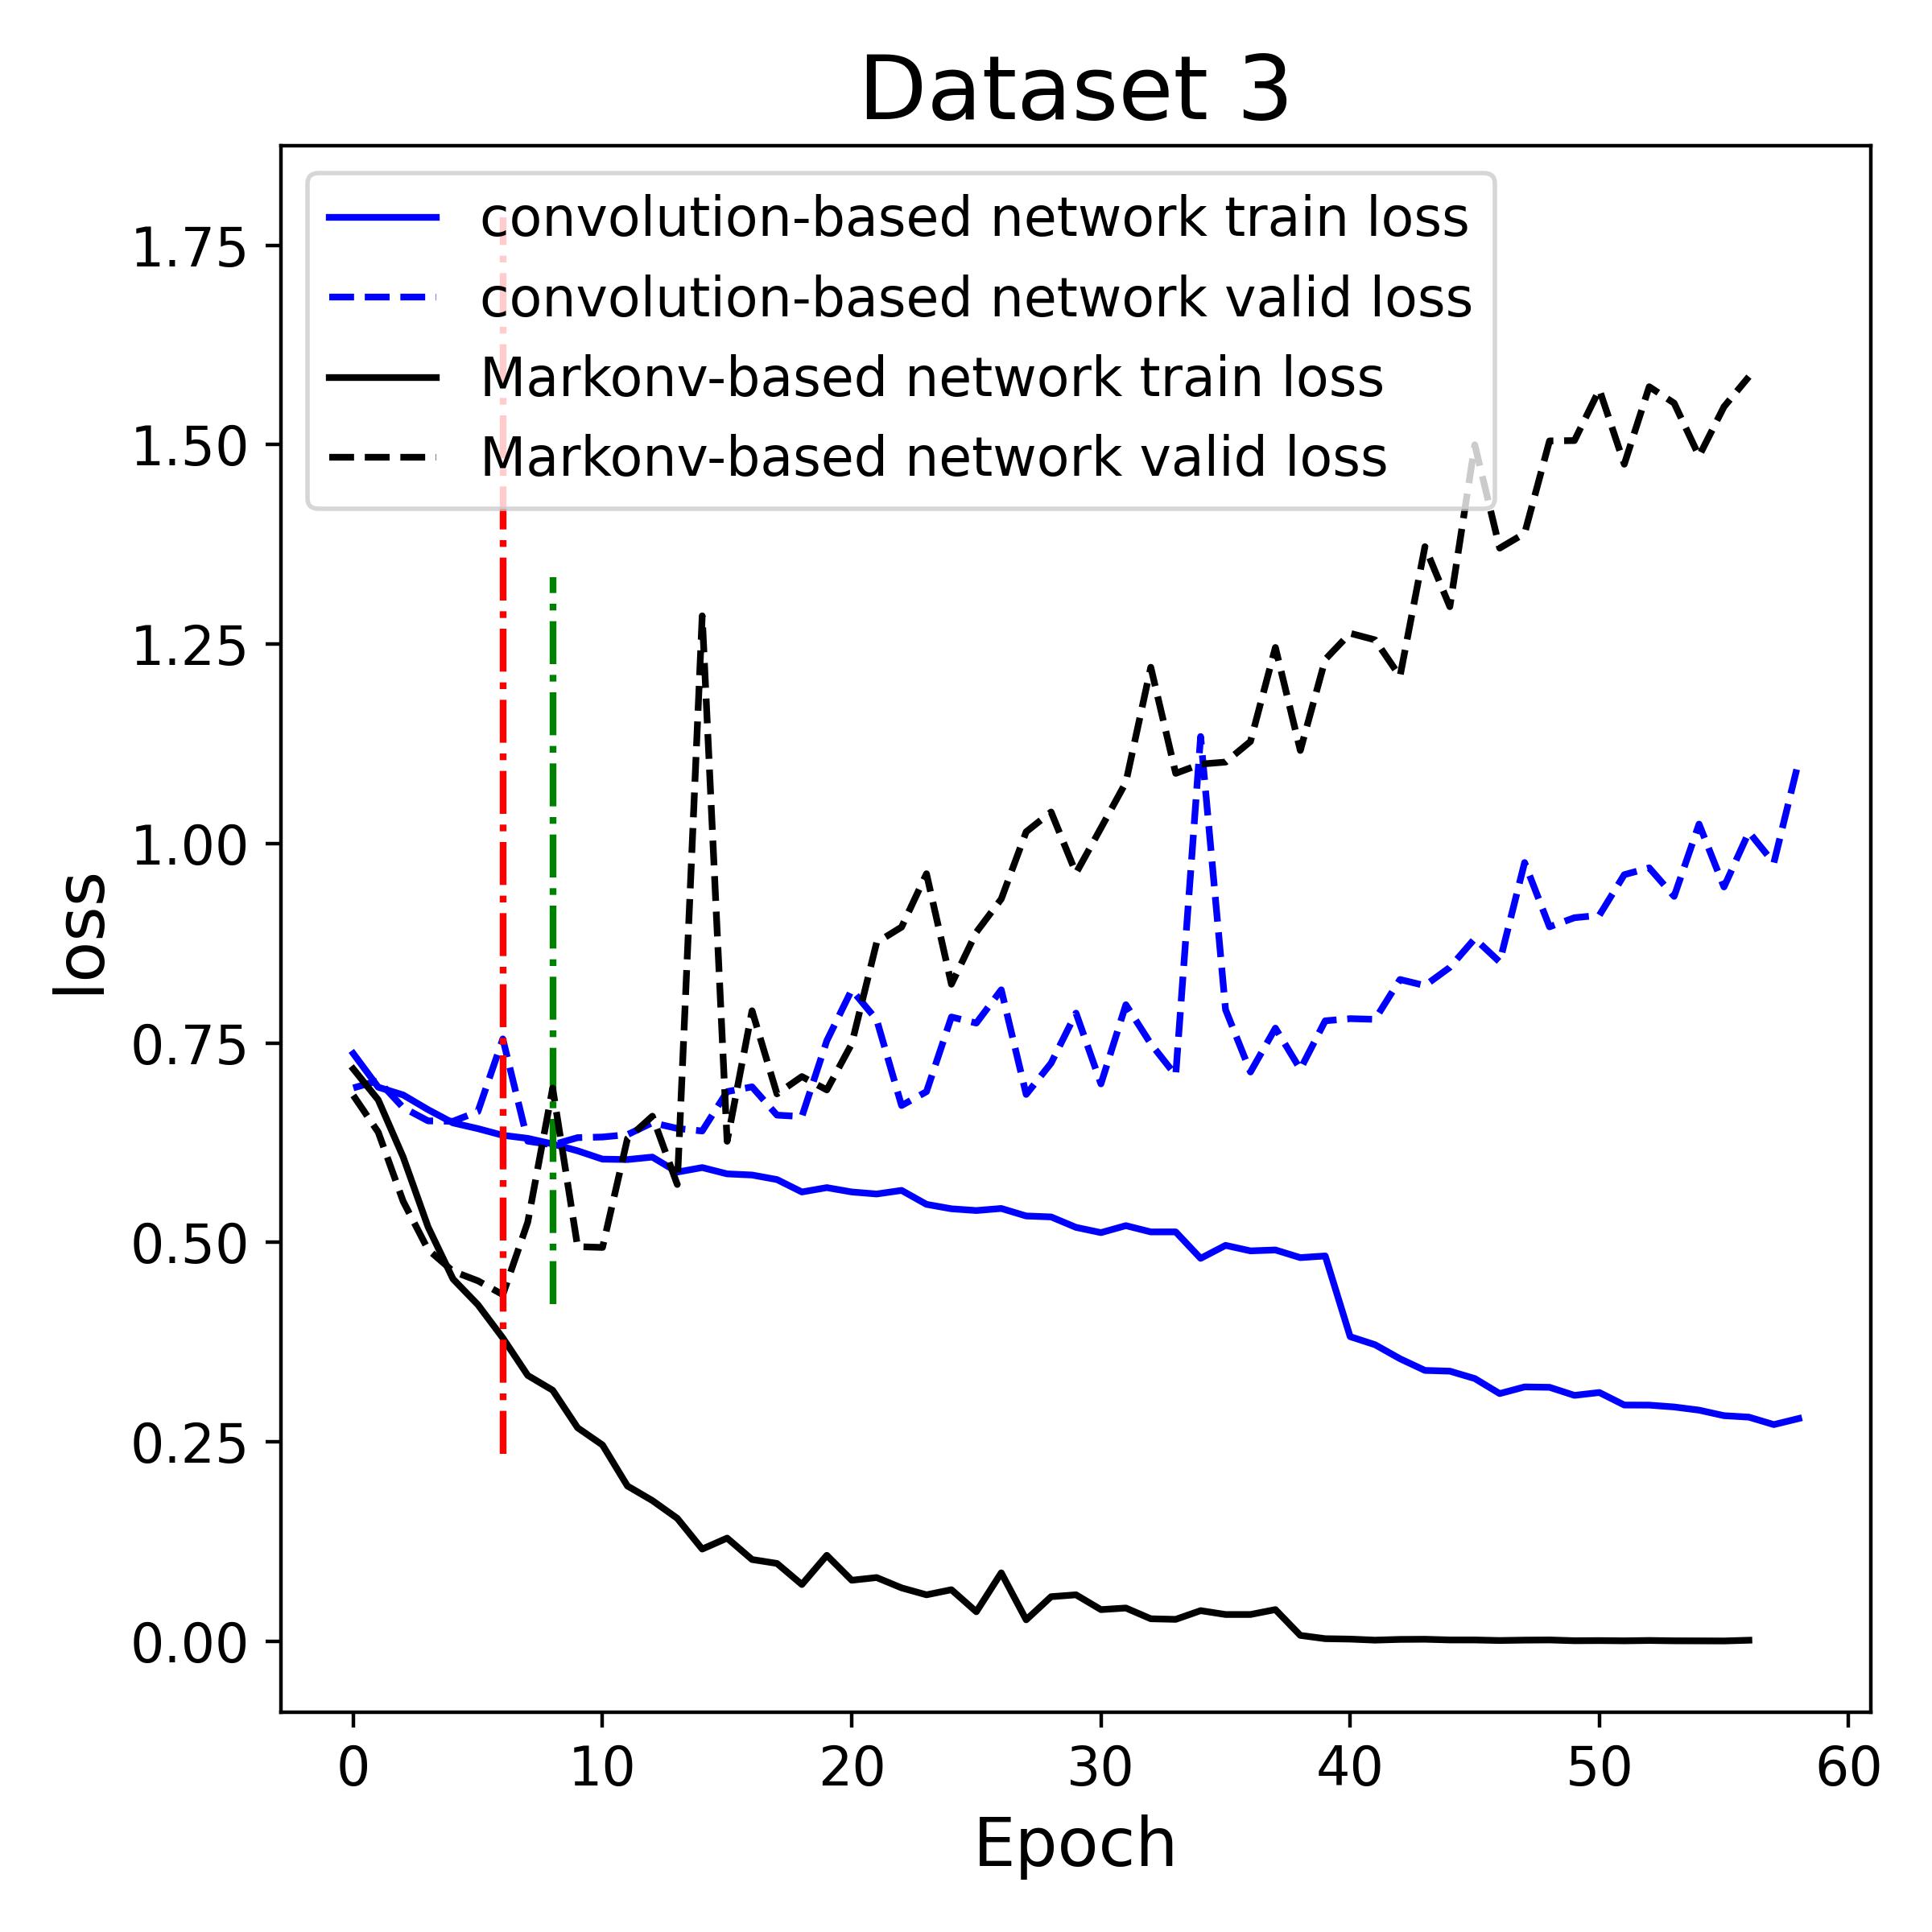 Dataset 3
convolution-based network train loss
convolution-based network valid loss
Markonv-based network train loss
Markonv-based network valid loss
loss
1.75
1.50
1.25
1.00
0.75
0.50
0.25
0.00
0 10 20 30 40 50 60
Epoch